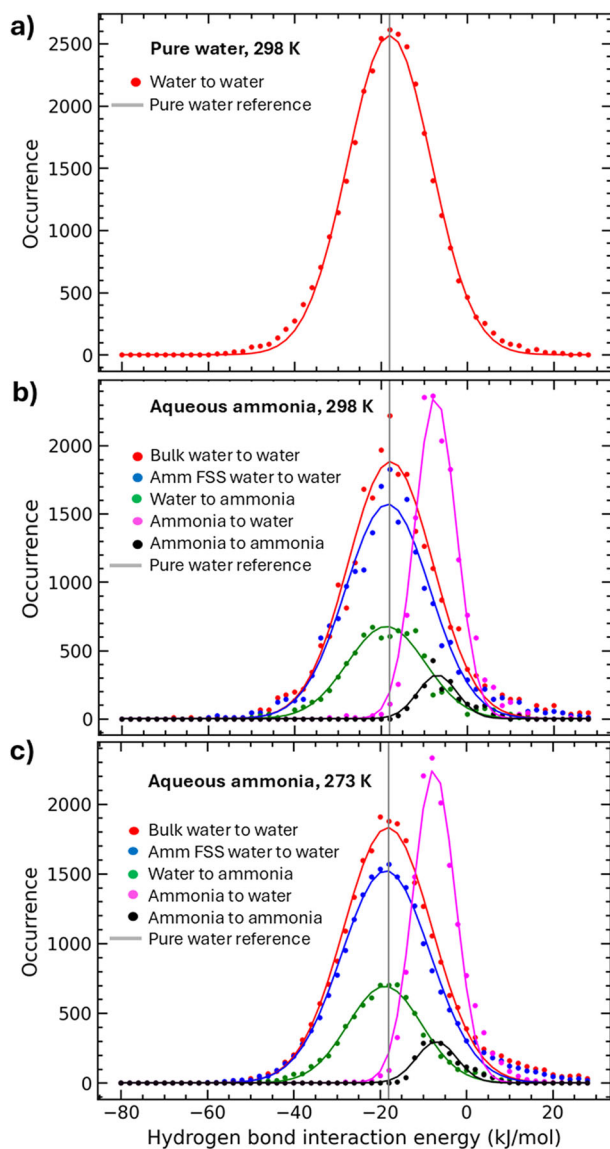 a)
2500
2000
1500
1000
500
0
Occurrence
Pure water, 298 K
Water to water
Pure water reference
b)
2000
1500
1000
500
0
Occurrence
Aqueous ammonia, 298 K
Bulk water to water
Amm FSS water to water
Water to ammonia
Ammonia to water
Ammonia to ammonia
Pure water reference
c)
2000
1500
1000
500
0
Occurrence
Aqueous ammonia, 273 K
Bulk water to water
Amm FSS water to water
Water to ammonia
Ammonia to water
Ammonia to ammonia
Pure water reference
−80 −60 −40 −20 0 20
Hydrogen bond interaction energy (kJ/mol)